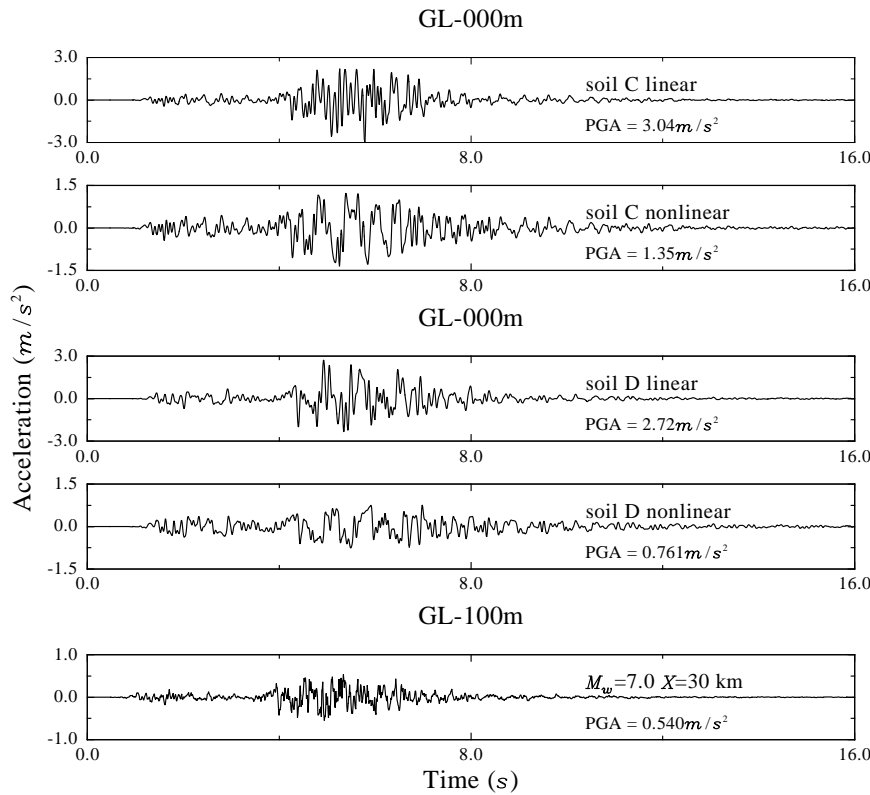 GL-000m
3.0
0.0
-3.0
soil C linear
PGA = 3.04m/s²
0.0 8.0 16.0
1.5
0.0
-1.5
soil C nonlinear
PGA = 1.35m/s²
0.0 8.0 16.0
GL-000m
3.0
0.0
-3.0
soil D linear
PGA = 2.72m/s²
0.0 8.0 16.0
1.5
0.0
-1.5
soil D nonlinear
PGA = 0.761m/s²
0.0 8.0 16.0
GL-100m
1.0
0.0
-1.0
M_w=7.0 X=30 km
PGA = 0.540m/s²
0.0 8.0 16.0
Time (s)
Acceleration (m/s²)